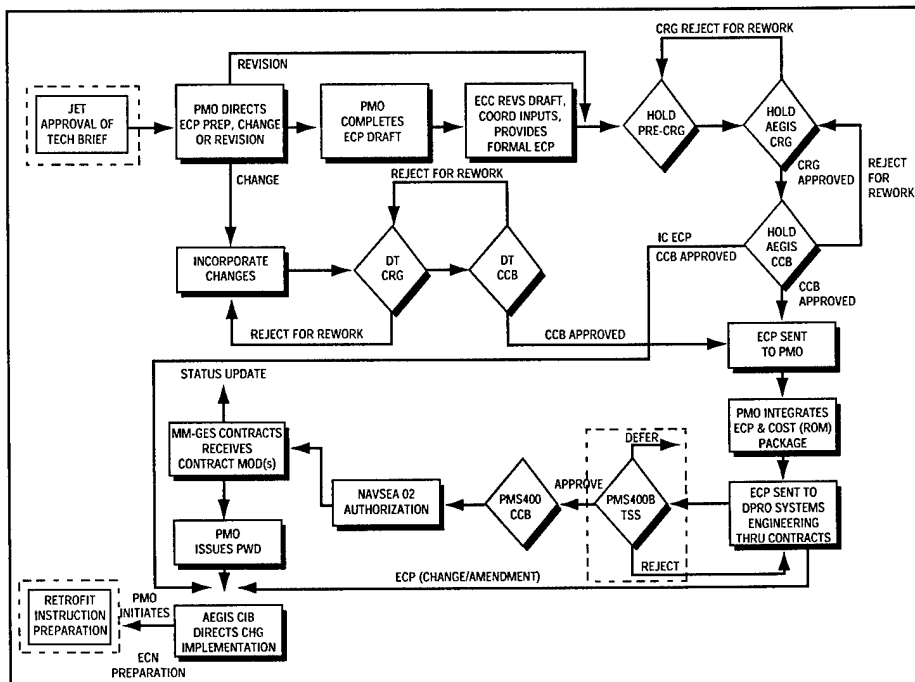 CRG REJECT FOR REWORK
REVISION
JET
APPROVAL OF
TECH BRIEF
PMO DIRECTS
ECP PREP, CHANGE
OR REVISION
PMO
COMPLETES
ECP DRAFT
ECC REVS DRAFT,
COORD INPUTS,
PROVIDES
FORMAL ECP
HOLD
PRE-CRG
HOLD
AEGIS
CRG
CRG
APPROVED
REJECT
FOR
REWORK
CHANGE
REJECT FOR REWORK
INCORPORATE
CHANGES
DT
CRG
DT
CCB
IC ECP
CCB APPROVED
HOLD
AEGIS
CCB
CCB
APPROVED
REJECT FOR REWORK
CCB APPROVED
ECP SENT
TO PMO
STATUS UPDATE
PMO INTEGRATES
ECP & COST (ROM)
PACKAGE
MM-GES CONTRACTS
RECEIVES
CONTRACT MOD(s)
NAVSEA 02
AUTHORIZATION
PMS400
CCB
APPROVE
DEFER
PMS400B
TSS
REJECT
ECP SENT TO
DPRO SYSTEMS
ENGINEERING
THRU CONTRACTS
PMO
ISSUES PWD
ECP (CHANGE/AMENDMENT)
RETROFIT
INSTRUCTION
PREPARATION
PMO
INITIATES
AEGIS CIB
DIRECTS CHG
IMPLEMENTATION
ECN
PREPARATION